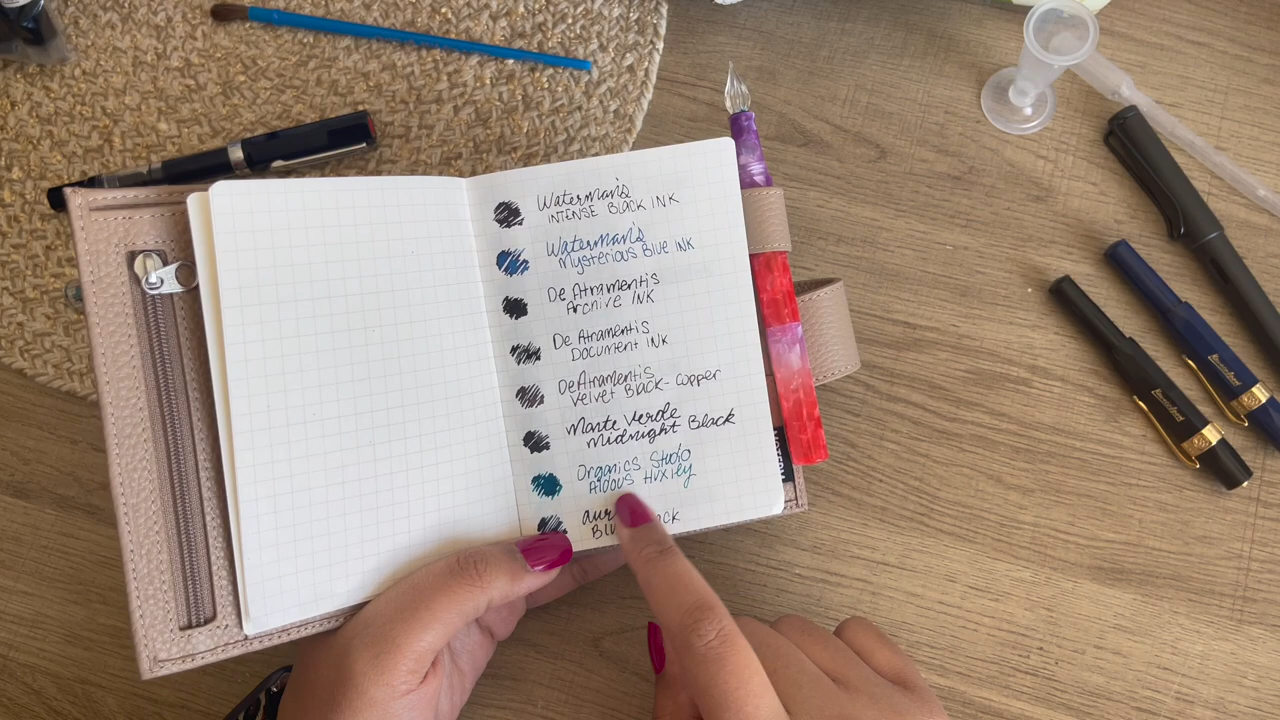 Waterman's
INTENSE BLACK INK
Waterman's
Mysterious Blue INK
De Atramentis
Archive INK
De Atramentis
Document INK
De Atramentis
Velvet Black-Copper
Monte Verde
Midnight Black
Organics Studio
Aldous Huxley